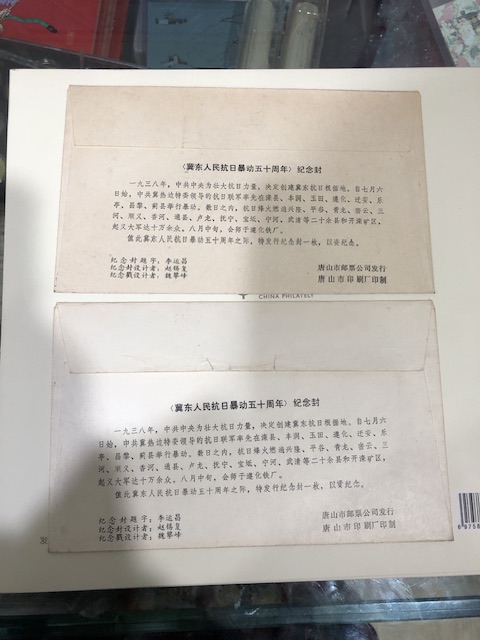 《冀东人民抗日暴动五十周年》纪念封
一九三八年，中共中央为壮大抗日力量，决定创建冀东抗日根据地。自七月六
日始，中共冀热边特委领导的抗日联军率先在滦县、丰润、玉田、遵化、迁安、乐
亭、昌黎、蓟县举行暴动。数日之内，抗日烽火燃遍兴隆、平谷、青龙、密云、三
河、顺义、香河、通县、卢龙、抚宁、宝坻、宁河、武清等二十余县和开滦矿区，
起义大军达十万余众，八月中旬，会师于遵化铁厂。
值此冀东人民抗日暴动五十周年之际，特发行纪念封一枚，以资纪念。
纪念封题字：李运昌
纪念封设计者：赵锡复
纪念戳设计者：魏攀峰
唐山市邮票公司发行
唐山市印刷厂印制
CHINA PHILATELY
《冀东人民抗日暴动五十周年》纪念封
一九三八年，中共中央为壮大抗日力量，决定创建冀东抗日根据地。自七月六
日始，中共冀热边特委领导的抗日联军率先在滦县、丰润、玉田、遵化、迁安、乐
亭、昌黎、蓟县举行暴动。数日之内，抗日烽火燃遍兴隆、平谷、青龙、密云、三
河、顺义、香河、通县、卢龙、抚宁、宝坻、宁河、武清等二十余县和开滦矿区，
起义大军达十万余众，八月中旬，会师于遵化铁厂。
值此冀东人民抗日暴动五十周年之际，特发行纪念封一枚，以资纪念。
纪念封题字：李运昌
纪念封设计者：赵锡复
纪念戳设计者：魏攀峰
唐山市邮票公司发行
唐山市印刷厂印制